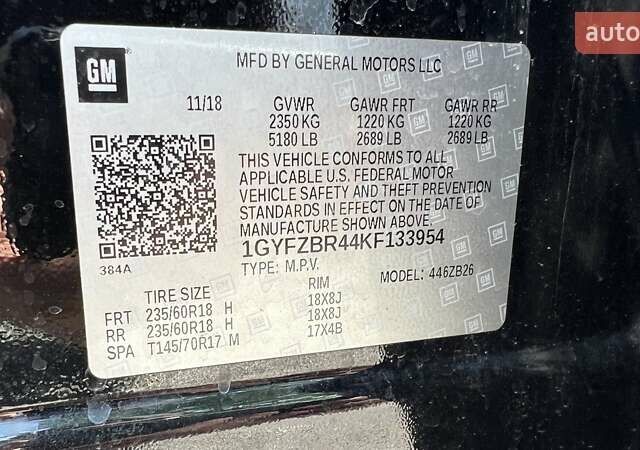 auto
GM
MFD BY GENERAL MOTORS LLC
11/18 GVWR GAWR FRT GAWR RR
2350 KG 1220 KG 1220 KG
5180 LB 2689 LB 2689 LB
THIS VEHICLE CONFORMS TO ALL
APPLICABLE U.S. FEDERAL MOTOR
VEHICLE SAFETY AND THEFT PREVENTION
STANDARDS IN EFFECT ON THE DATE OF
MANUFACTURE SHOWN ABOVE.
1GYFZBR44KF133954
384A TYPE: M.P.V. MODEL: 446ZB26
TIRE SIZE RIM
FRT 235/60R18 H 18X8J
RR 235/60R18 H 18X8J
SPA T145/70R17 M 17X4B